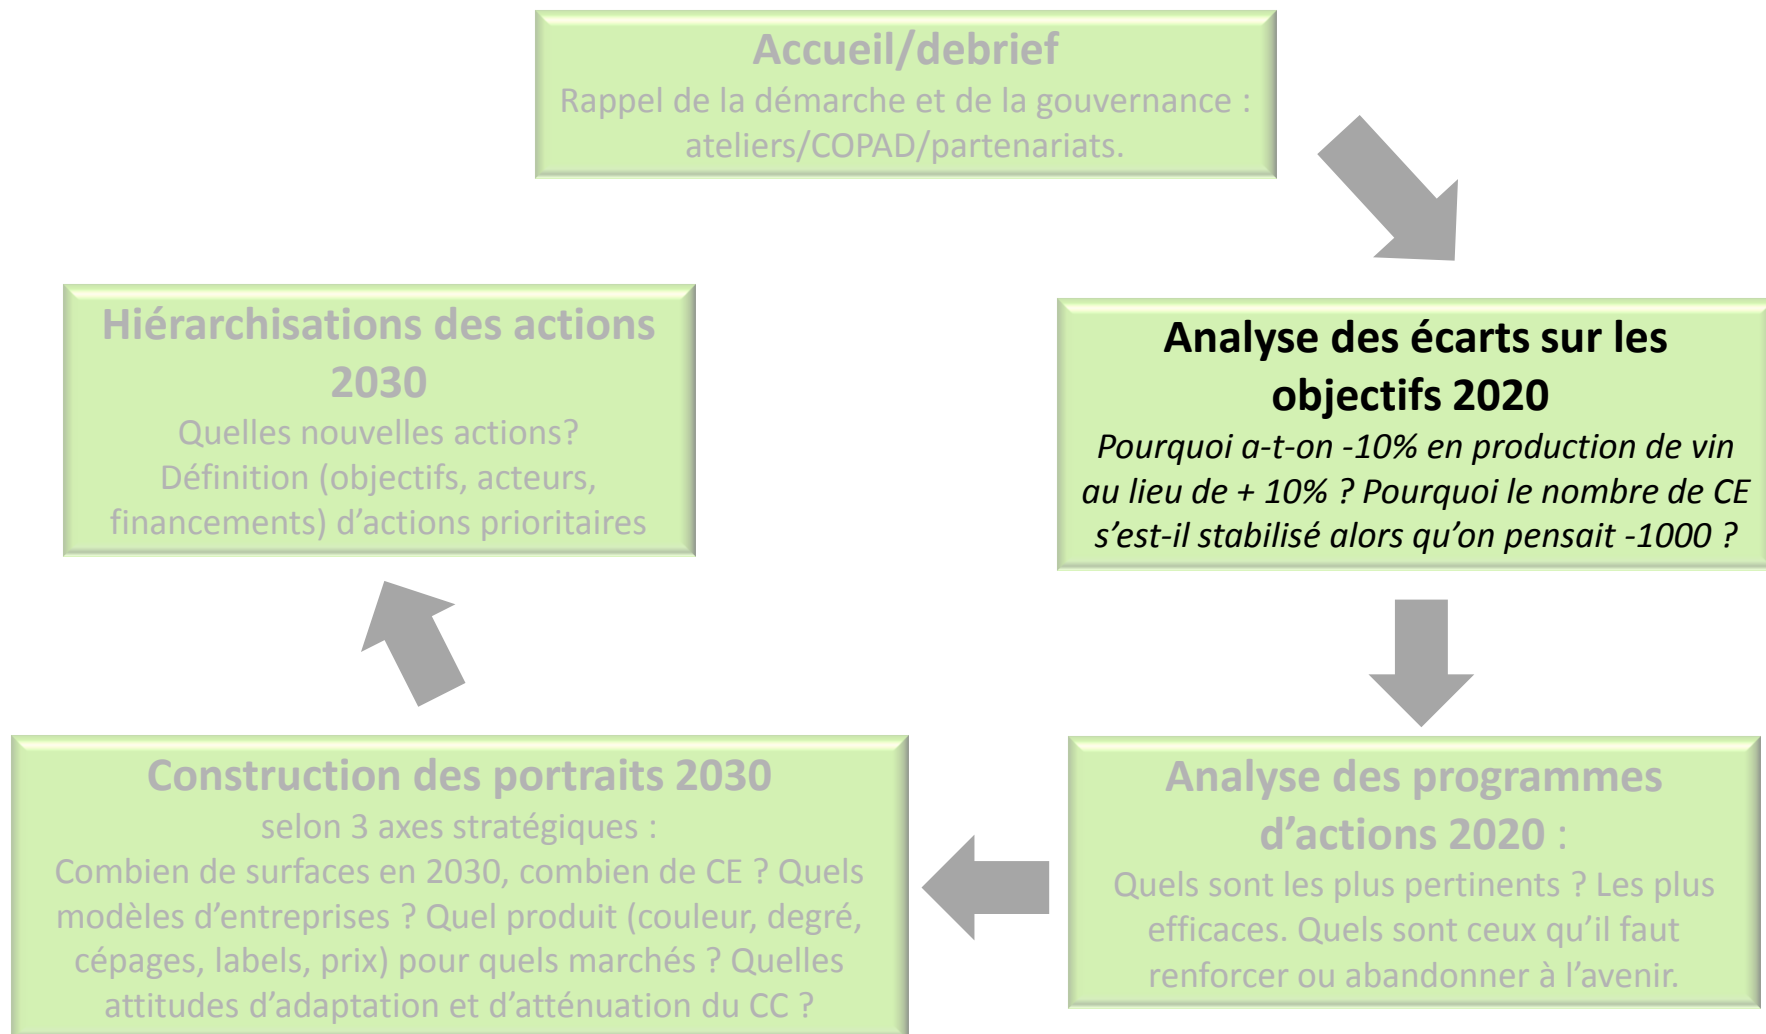 Accueil/debrief
Rappel de la démarche et de la gouvernance :
ateliers/COPAD/partenariats.
Analyse des écarts sur les
objectifs 2020
Pourquoi a-t-on -10% en production de vin
au lieu de + 10% ? Pourquoi le nombre de CE
s’est-il stabilisé alors qu’on pensait -1000 ?
Analyse des programmes
d’actions 2020 :
Quels sont les plus pertinents ? Les plus
efficaces. Quels sont ceux qu’il faut
renforcer ou abandonner à l’avenir.
Construction des portraits 2030
selon 3 axes stratégiques :
Combien de surfaces en 2030, combien de CE ? Quels
modèles d’entreprises ? Quel produit (couleur, degré,
cépages, labels, prix) pour quels marchés ? Quelles
attitudes d’adaptation et d’atténuation du CC ?
Hiérarchisations des actions
2030
Quelles nouvelles actions?
Définition (objectifs, acteurs,
financements) d’actions prioritaires